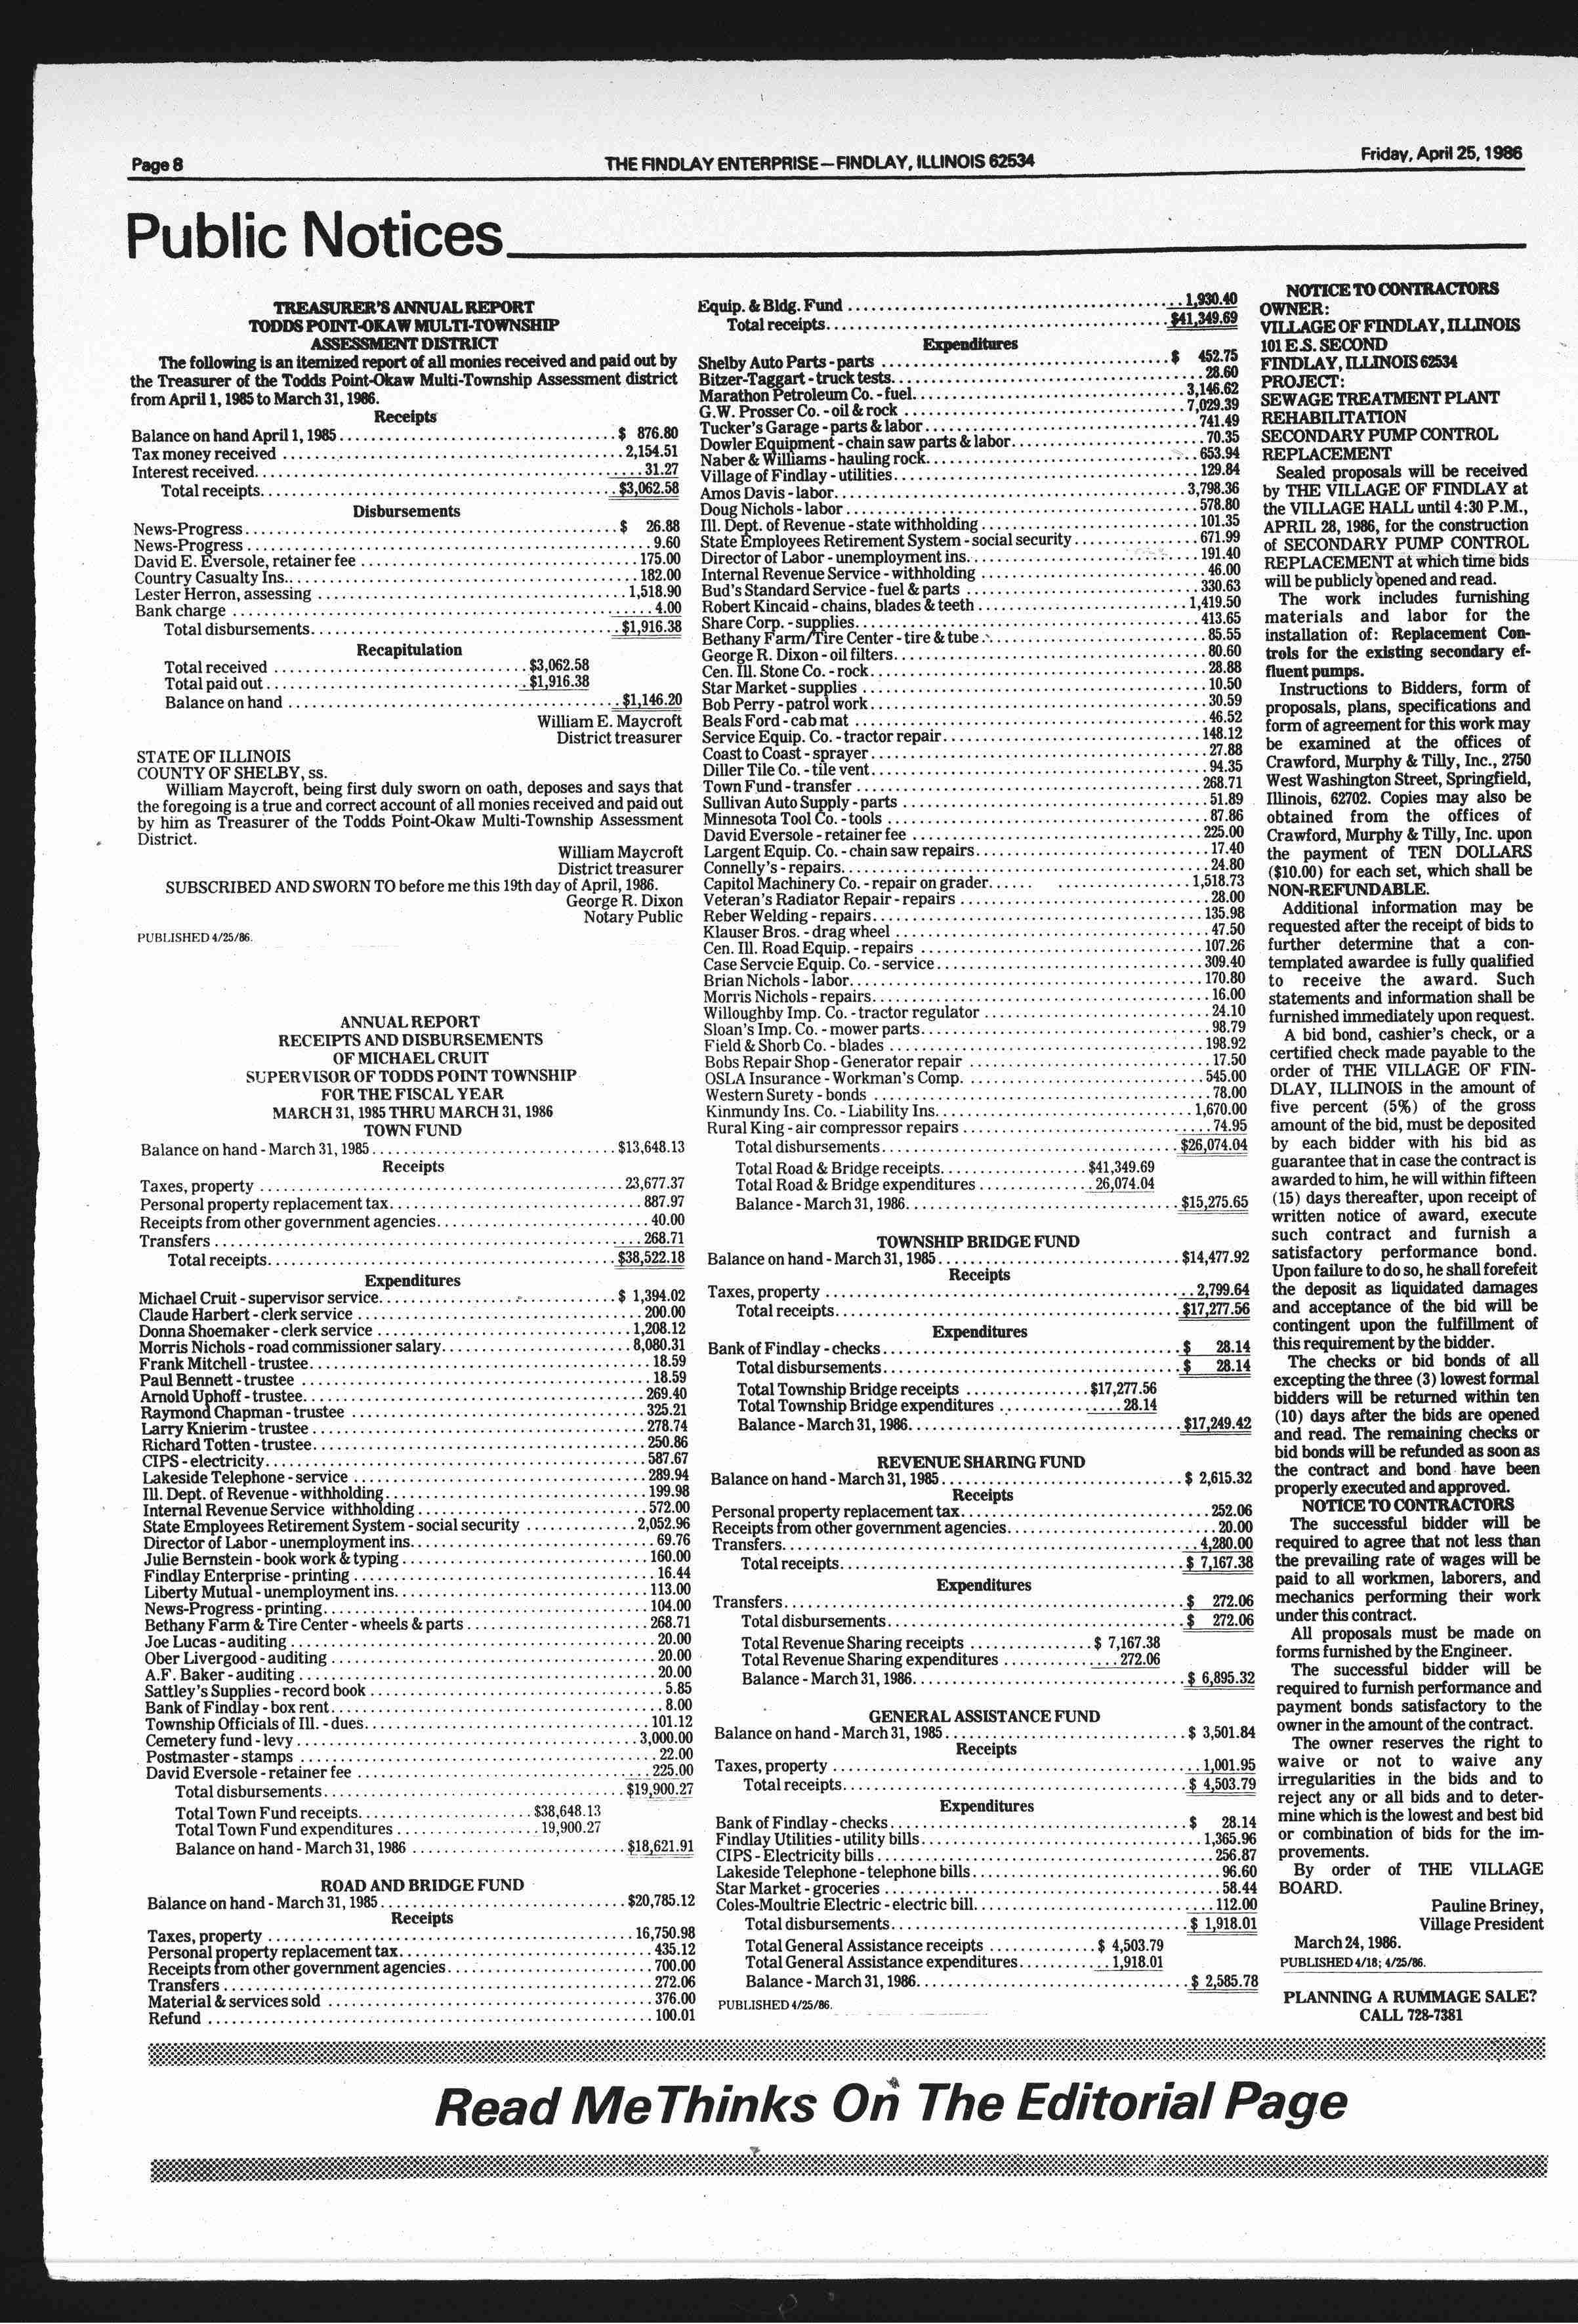 Page 8
THE FINDLAY ENTERPRISE—FINDLAY, ILLINOIS 62534
Friday, April 25, 1986
Public Notices
TREASURER'S ANNUAL REPORT
TODDS POINT-OKAW MULTI-TOWNSHIP
ASSESSMENT DISTRICT
The following is an itemized report of all monies received and paid out by
the Treasurer of the Todds Point-Okaw Multi-Township Assessment district
from April 1, 1985 to March 31, 1986.
Receipts
Balance on hand April 1, 1985 $ 876.80
Tax money received 2,154.51
Interest received 31.27
Total receipts $3,062.58
Disbursements
News-Progress $ 26.88
News-Progress 9.60
David E. Eversole, retainer fee 175.00
Country Casualty Ins. 182.00
Lester Herron, assessing 1,518.90
Bank charge 4.00
Total disbursements $1,916.38
Recapitulation
Total received $3,062.58
Total paid out $1,916.38
Balance on hand $1,146.20
William E. Maycroft
District treasurer
STATE OF ILLINOIS
COUNTY OF SHELBY, ss.
William Maycroft, being first duly sworn on oath, deposes and says that
the foregoing is a true and correct account of all monies received and paid out
by him as Treasurer of the Todds Point-Okaw Multi-Township Assessment
District.
William Maycroft
District treasurer
SUBSCRIBED AND SWORN TO before me this 19th day of April, 1986.
George R. Dixon
Notary Public
PUBLISHED 4/25/86.
ANNUAL REPORT
RECEIPTS AND DISBURSEMENTS
OF MICHAEL CRUIT
SUPERVISOR OF TODDS POINT TOWNSHIP
FOR THE FISCAL YEAR
MARCH 31, 1985 THRU MARCH 31, 1986
TOWN FUND
Balance on hand - March 31, 1985 $13,648.13
Receipts
Taxes, property 23,677.37
Personal property replacement tax 887.97
Receipts from other government agencies 40.00
Transfers 268.71
Total receipts $38,522.18
Expenditures
Michael Cruit - supervisor service $ 1,394.02
Claude Harbert - clerk service 200.00
Donna Shoemaker - clerk service 1,208.12
Morris Nichols - road commissioner salary 8,080.31
Frank Mitchell - trustee 18.59
Paul Bennett - trustee 18.59
Arnold Uphoff - trustee 269.40
Raymond Chapman - trustee 325.21
Larry Knierim - trustee 278.74
Richard Totten - trustee 250.86
CIPS - electricity 587.67
Lakeside Telephone - service 289.94
Ill. Dept. of Revenue - withholding 199.98
Internal Revenue Service withholding 572.00
State Employees Retirement System - social security 2,052.96
Director of Labor - unemployment ins. 69.76
Julie Bernstein - book work & typing 160.00
Findlay Enterprise - printing 16.44
Liberty Mutual - unemployment ins. 113.00
News-Progress - printing 104.00
Bethany Farm & Tire Center - wheels & parts 268.71
Joe Lucas - auditing 20.00
Ober Livergood - auditing 20.00
A.F. Baker - auditing 20.00
Sattley's Supplies - record book 5.85
Bank of Findlay - box rent 8.00
Township Officials of Ill. - dues 101.12
Cemetery fund - levy 3,000.00
Postmaster - stamps 22.00
David Eversole - retainer fee 225.00
Total disbursements $19,900.27
Total Town Fund receipts $38,648.13
Total Town Fund expenditures 19,900.27
Balance on hand - March 31, 1986 $18,621.91
ROAD AND BRIDGE FUND
Balance on hand - March 31, 1985 $20,785.12
Receipts
Taxes, property 16,750.98
Personal property replacement tax 435.12
Receipts from other government agencies 700.00
Transfers 272.06
Material & services sold 376.00
Refund 100.01
Equip. & Bldg. Fund 1,930.40
Total receipts $41,349.69
Expenditures
Shelby Auto Parts - parts $ 452.75
Bitzer-Taggart - truck tests 28.60
Marathon Petroleum Co. - fuel 3,146.62
G.W. Prosser Co. - oil & rock 7,029.39
Tucker's Garage - parts & labor 741.49
Dowler Equipment - chain saw parts & labor 70.35
Naber & Williams - hauling rock 653.94
Village of Findlay - utilities 129.84
Amos Davis - labor 3,798.36
Doug Nichols - labor 578.80
Ill. Dept. of Revenue - state withholding 101.35
State Employees Retirement System - social security 671.99
Director of Labor - unemployment ins. 191.40
Internal Revenue Service - withholding 46.00
Bud's Standard Service - fuel & parts 330.63
Robert Kincaid - chains, blades & teeth 1,419.50
Share Corp. - supplies 413.65
Bethany Farm/Tire Center - tire & tube 85.55
George R. Dixon - oil filters 80.60
Cen. Ill. Stone Co. - rock 28.88
Star Market - supplies 10.50
Bob Perry - patrol work 30.59
Beals Ford - cab mat 46.52
Service Equip. Co. - tractor repair 148.12
Coast to Coast - sprayer 27.88
Diller Tile Co. - tile vent 94.35
Town Fund - transfer 268.71
Sullivan Auto Supply - parts 51.89
Minnesota Tool Co. - tools 87.86
David Eversole - retainer fee 225.00
Largent Equip. Co. - chain saw repairs 17.40
Connelly's - repairs 24.80
Capitol Machinery Co. - repair on grader 1,518.73
Veteran's Radiator Repair - repairs 28.00
Reber Welding - repairs 135.98
Klauser Bros. - drag wheel 47.50
Cen. Ill. Road Equip. - repairs 107.26
Case Servcie Equip. Co. - service 309.40
Brian Nichols - labor 170.80
Morris Nichols - repairs 16.00
Willoughby Imp. Co. - tractor regulator 24.10
Sloan's Imp. Co. - mower parts 98.79
Field & Shorb Co. - blades 198.92
Bobs Repair Shop - Generator repair 17.50
OSLA Insurance - Workman's Comp. 545.00
Western Surety - bonds 78.00
Kinmundy Ins. Co. - Liability Ins. 1,670.00
Rural King - air compressor repairs 74.95
Total disbursements $26,074.04
Total Road & Bridge receipts $41,349.69
Total Road & Bridge expenditures 26,074.04
Balance - March 31, 1986 $15,275.65
TOWNSHIP BRIDGE FUND
Balance on hand - March 31, 1985 $14,477.92
Receipts
Taxes, property 2,799.64
Total receipts $17,277.56
Expenditures
Bank of Findlay - checks $ 28.14
Total disbursements $ 28.14
Total Township Bridge receipts $17,277.56
Total Township Bridge expenditures 28.14
Balance - March 31, 1986 $17,249.42
REVENUE SHARING FUND
Balance on hand - March 31, 1985 $ 2,615.32
Receipts
Personal property replacement tax 252.06
Receipts from other government agencies 20.00
Transfers 4,280.00
Total receipts $ 7,167.38
Expenditures
Transfers $ 272.06
Total disbursements $ 272.06
Total Revenue Sharing receipts $ 7,167.38
Total Revenue Sharing expenditures 272.06
Balance - March 31, 1986 $ 6,895.32
GENERAL ASSISTANCE FUND
Balance on hand - March 31, 1985 $ 3,501.84
Receipts
Taxes, property 1,001.95
Total receipts $ 4,503.79
Expenditures
Bank of Findlay - checks $ 28.14
Findlay Utilities - utility bills 1,365.96
CIPS - Electricity bills 256.87
Lakeside Telephone - telephone bills 96.60
Star Market - groceries 58.44
Coles-Moultrie Electric - electric bill 112.00
Total disbursements $ 1,918.01
Total General Assistance receipts $ 4,503.79
Total General Assistance expenditures 1,918.01
Balance - March 31, 1986 $ 2,585.78
PUBLISHED 4/25/86.
NOTICE TO CONTRACTORS
OWNER:
VILLAGE OF FINDLAY, ILLINOIS
101 E.S. SECOND
FINDLAY, ILLINOIS 62534
PROJECT:
SEWAGE TREATMENT PLANT
REHABILITATION
SECONDARY PUMP CONTROL
REPLACEMENT
Sealed proposals will be received
by THE VILLAGE OF FINDLAY at
the VILLAGE HALL until 4:30 P.M.,
APRIL 28, 1986, for the construction
of SECONDARY PUMP CONTROL
REPLACEMENT at which time bids
will be publicly opened and read.
The work includes furnishing
materials and labor for the
installation of: Replacement Con-
trols for the existing secondary ef-
fluent pumps.
Instructions to Bidders, form of
proposals, plans, specifications and
form of agreement for this work may
be examined at the offices of
Crawford, Murphy & Tilly, Inc., 2750
West Washington Street, Springfield,
Illinois, 62702. Copies may also be
obtained from the offices of
Crawford, Murphy & Tilly, Inc. upon
the payment of TEN DOLLARS
($10.00) for each set, which shall be
NON-REFUNDABLE.
Additional information may be
requested after the receipt of bids to
further determine that a con-
templated awardee is fully qualified
to receive the award. Such
statements and information shall be
furnished immediately upon request.
A bid bond, cashier's check, or a
certified check made payable to the
order of THE VILLAGE OF FIN-
DLAY, ILLINOIS in the amount of
five percent (5%) of the gross
amount of the bid, must be deposited
by each bidder with his bid as
guarantee that in case the contract is
awarded to him, he will within fifteen
(15) days thereafter, upon receipt of
written notice of award, execute
such contract and furnish a
satisfactory performance bond.
Upon failure to do so, he shall forefeit
the deposit as liquidated damages
and acceptance of the bid will be
contingent upon the fulfillment of
this requirement by the bidder.
The checks or bid bonds of all
excepting the three (3) lowest formal
bidders will be returned within ten
(10) days after the bids are opened
and read. The remaining checks or
bid bonds will be refunded as soon as
the contract and bond have been
properly executed and approved.
NOTICE TO CONTRACTORS
The successful bidder will be
required to agree that not less than
the prevailing rate of wages will be
paid to all workmen, laborers, and
mechanics performing their work
under this contract.
All proposals must be made on
forms furnished by the Engineer.
The successful bidder will be
required to furnish performance and
payment bonds satisfactory to the
owner in the amount of the contract.
The owner reserves the right to
waive or not to waive any
irregularities in the bids and to
reject any or all bids and to deter-
mine which is the lowest and best bid
or combination of bids for the im-
provements.
By order of THE VILLAGE
BOARD.
Pauline Briney,
Village President
March 24, 1986.
PUBLISHED 4/18; 4/25/86.
PLANNING A RUMMAGE SALE?
CALL 728-7381
Read MeThinks On The Editorial Page